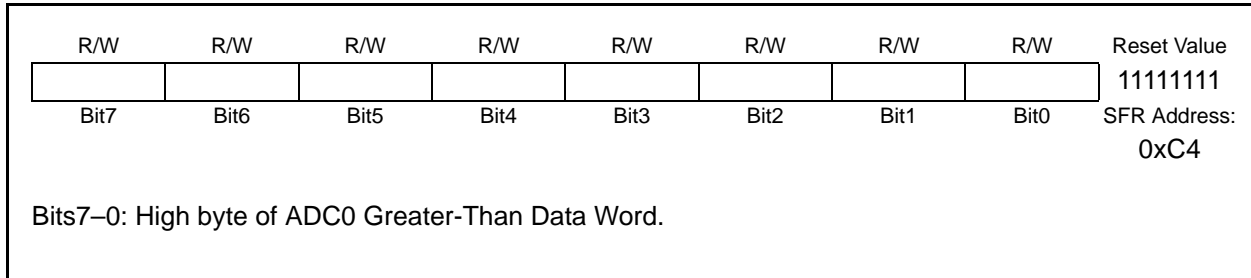 R/W R/W R/W R/W R/W R/W R/W R/W Reset Value
11111111
Bit7 Bit6 Bit5 Bit4 Bit3 Bit2 Bit1 Bit0 SFR Address:
0xC4
Bits7–0: High byte of ADC0 Greater-Than Data Word.